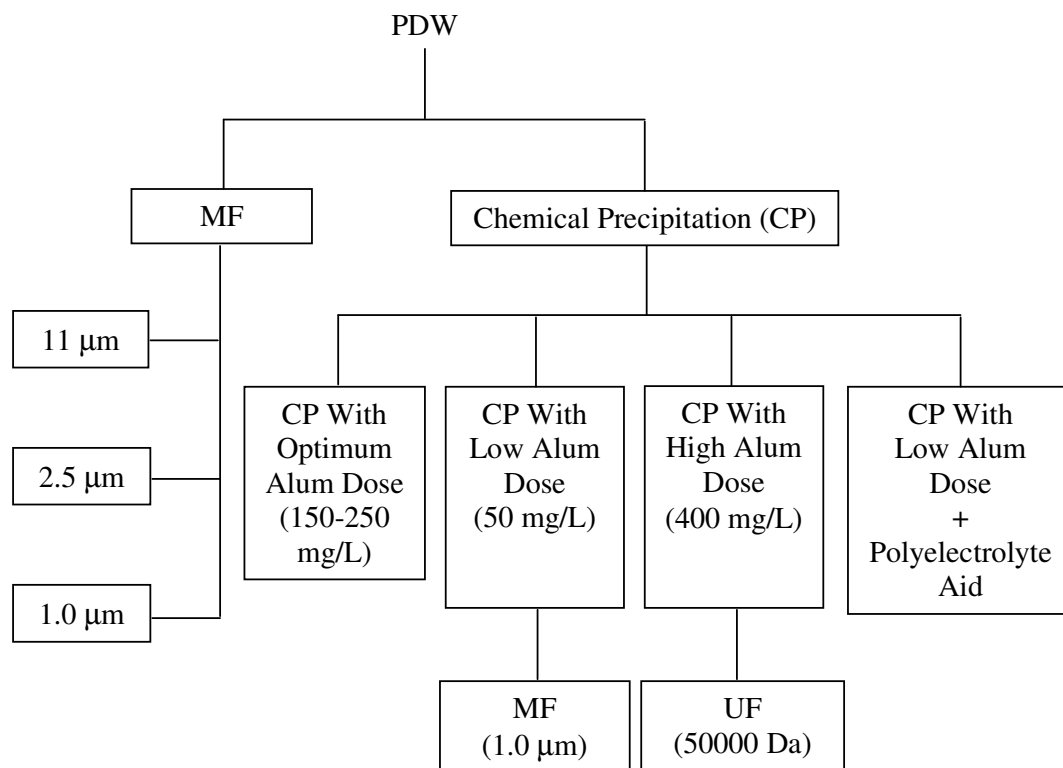 PDW
MF
Chemical Precipitation (CP)
11 μm
2.5 μm
1.0 μm
CP With
Optimum
Alum Dose
(150-250
mg/L)
CP With
Low Alum
Dose
(50 mg/L)
CP With
High Alum
Dose
(400 mg/L)
CP With
Low Alum
Dose
+
Polyelectrolyte
Aid
MF
(1.0 μm)
UF
(50000 Da)